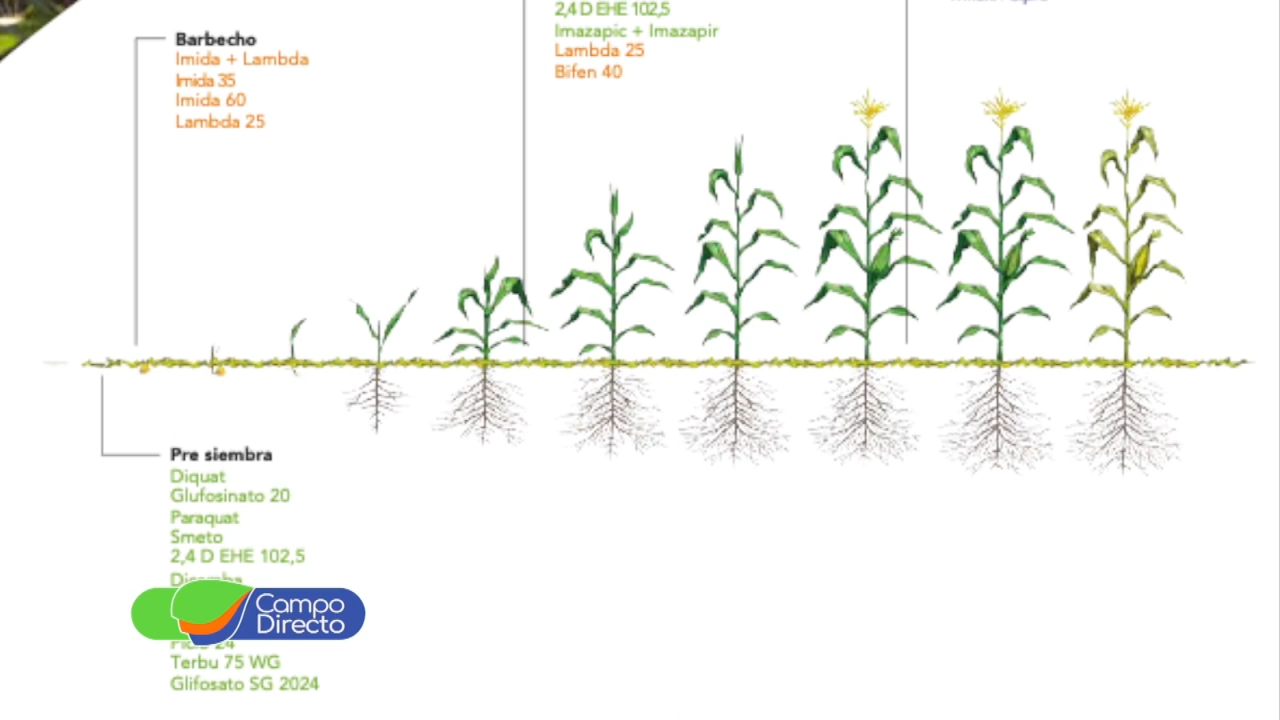 Barbecho
Imida + Lambda
Imida 35
Imida 60
Lambda 25
2,4 D EHE 102,5
Imazapic + Imazapir
Lambda 25
Bifen 40
Pre siembra
Diquat
Glufosinato 20
Paraquat
Smeto
2,4 D EHE 102,5
Campo
Directo
Terbu 75 WG
Glifosato SG 2024